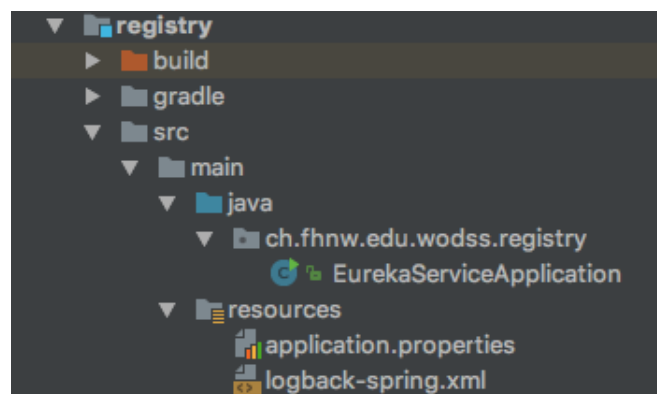 registry
build
gradle
src
main
java
ch.fhnw.edu.wodss.registry
EurekaServiceApplication
resources
application.properties
logback-spring.xml